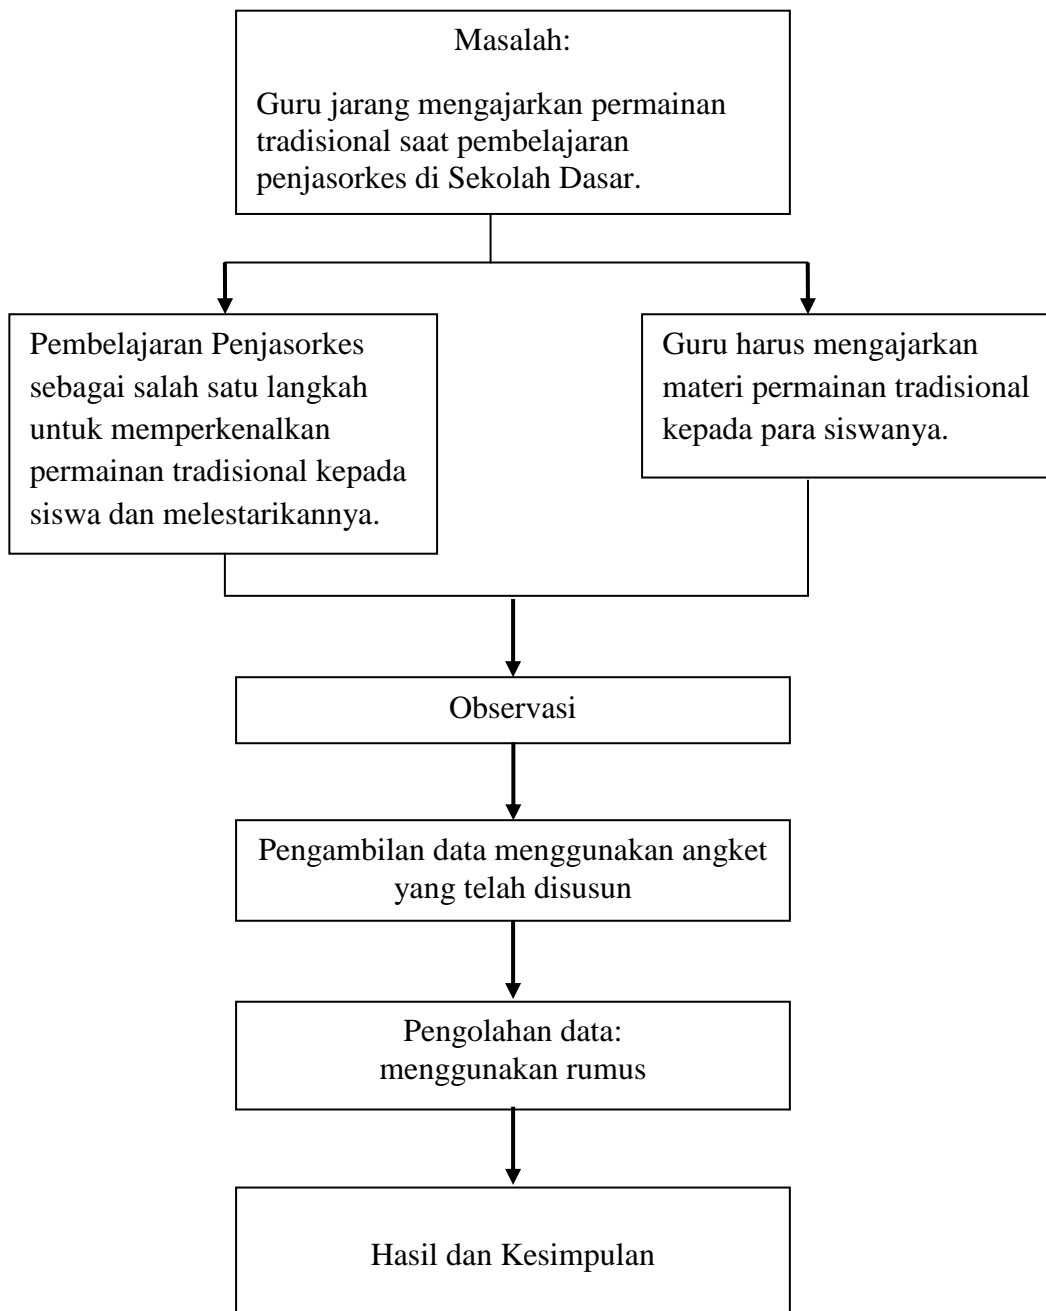 Masalah:
Guru jarang mengajarkan permainan
tradisional saat pembelajaran
penjasorkes di Sekolah Dasar.
Pembelajaran Penjasorkes
sebagai salah satu langkah
untuk memperkenalkan
permainan tradisional kepada
siswa dan melestarikannya.
Guru harus mengajarkan
materi permainan tradisional
kepada para siswanya.
Observasi
Pengambilan data menggunakan angket
yang telah disusun
Pengolahan data:
menggunakan rumus
Hasil dan Kesimpulan